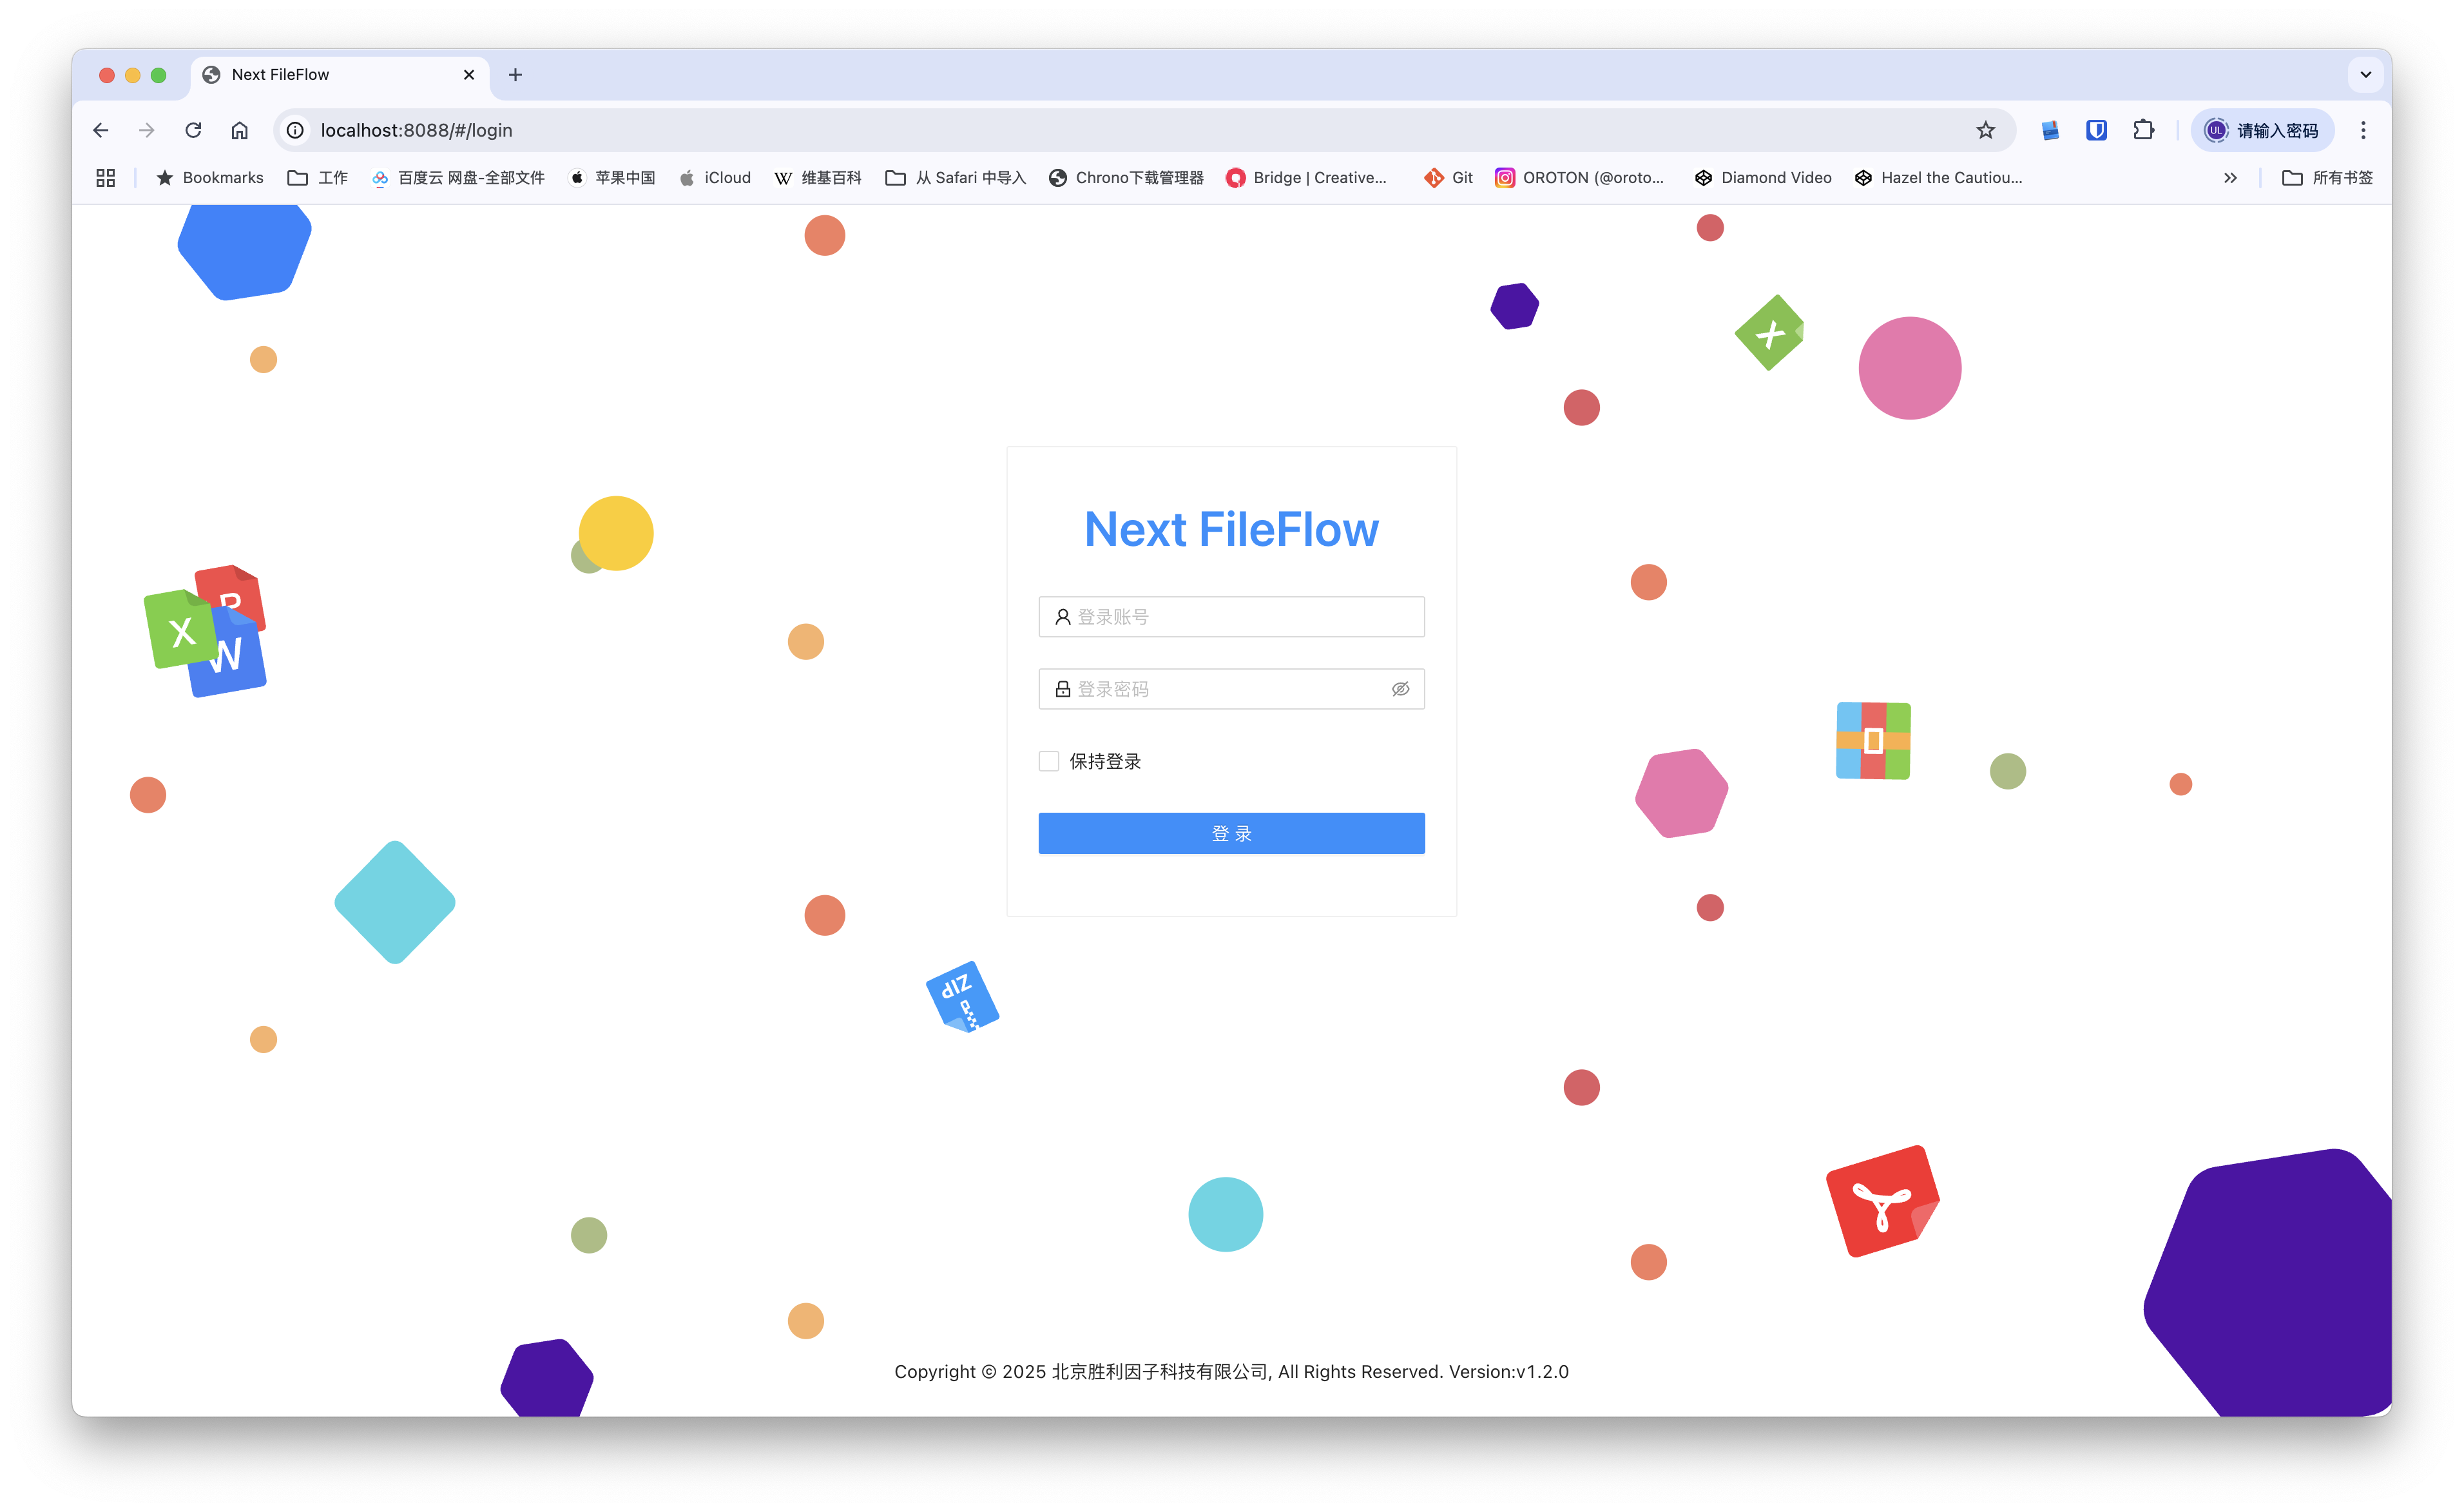 Next FileFlow
localhost:8088/#/login
请输入密码
UL
Bookmarks 工作 百度云 网盘-全部文件 苹果中国 iCloud 维基百科 从 Safari 中导入 Chrono下载管理器 Bridge | Creative... Git OROTON (@oroto... Diamond Video Hazel the Cautiou... 所有书签
X
P
X
W
Next FileFlow
登录账号
登录密码
保持登录
登 录
ZIP
Copyright © 2025 北京胜利因子科技有限公司, All Rights Reserved. Version:v1.2.0